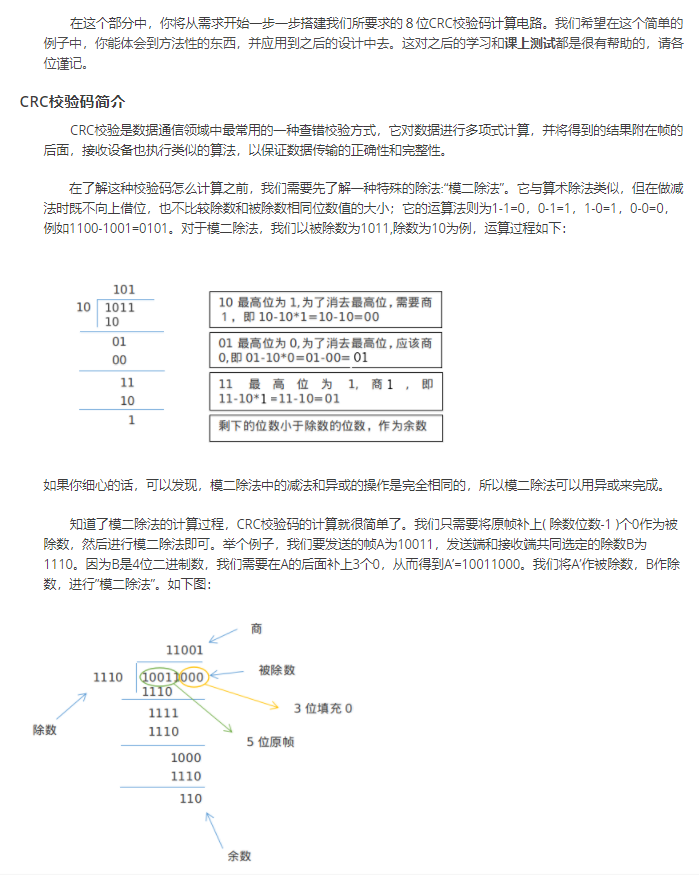 在这个部分中，你将从需求开始一步一步搭建我们所要求的 8 位CRC校验码计算电路。我们希望在这个简单的
例子中，你能体会到方法性的东西，并应用到之后的设计中去。这对之后的学习和课上测试都是很有帮助的，请各
位谨记。
CRC校验码简介
CRC校验是数据通信领域中最常用的一种查错校验方式，它对数据进行多项式计算，并将得到的结果附在帧的
后面，接收设备也执行类似的算法，以保证数据传输的正确性和完整性。
在了解这种校验码怎么计算之前，我们需要先了解一种特殊的除法:“模二除法”。它与算术除法类似，但在做减
法时既不向上借位，也不比较除数和被除数相同位数值的大小；它的运算法则为1-1=0，0-1=1，1-0=1，0-0=0，
例如1100-1001=0101。对于模二除法，我们以被除数为1011,除数为10为例，运算过程如下：
101
10 1011
10
01
00
11
10
1
10 最高位为 1,为了消去最高位，需要商
1 ，即 10-10*1=10-10=00
01 最高位为 0,为了消去最高位，应该商
0,即 01-10*0=01-00= 01
11 最高位为 1, 商1 ，即
11-10*1=11-10=01
剩下的位数小于除数的位数，作为余数
如果你细心的话，可以发现，模二除法中的减法和异或的操作是完全相同的，所以模二除法可以用异或来完成。
知道了模二除法的计算过程，CRC校验码的计算就很简单了。我们只需要将原帧补上( 除数位数-1 )个0作为被
除数，然后进行模二除法即可。举个例子，我们要发送的帧A为10011，发送端和接收端共同选定的除数B为
1110。因为B是4位二进制数，我们需要在A的后面补上3个0，从而得到A’=10011000。我们将A’作被除数，B作除
数，进行“模二除法”。如下图：
商
11001
被除数
1110 10011000
1110
3 位填充 0
1111
1110
除数
5 位原帧
1000
1110
110
余数